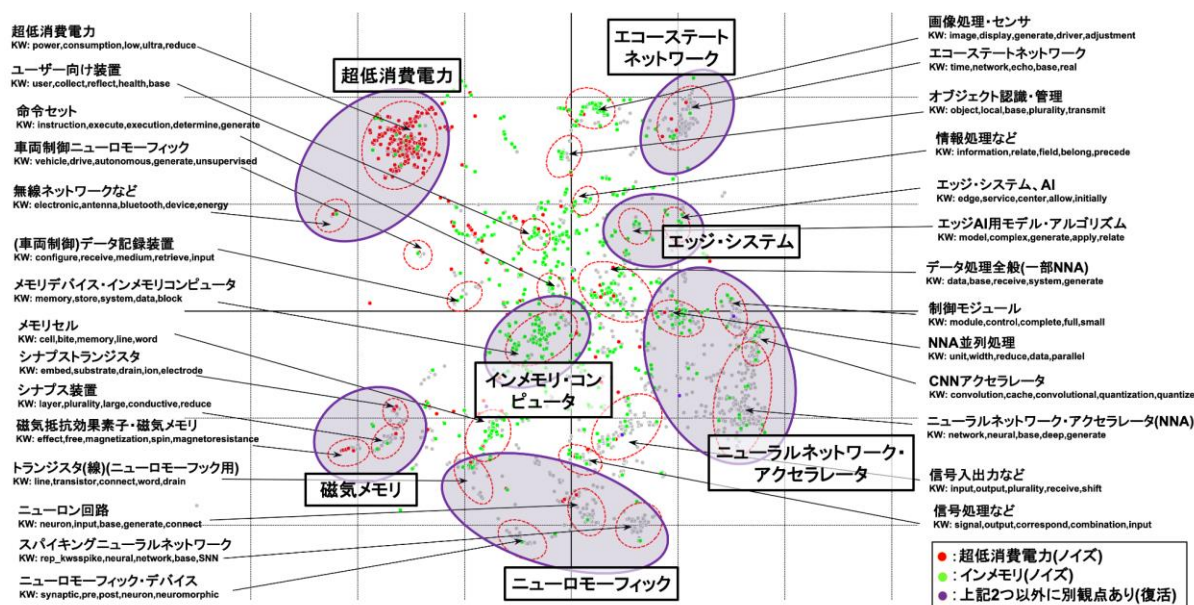 超低消費電力
KW: power,consumption,low,ultra,reduce
ユーザー向け装置
KW: user,collect,reflect,health,base
命令セット
KW: instruction,execute,execution,determine,generate
車両制御ニューロモーフィック
KW: vehicle,drive,autonomous,generate,unsupervised
無線ネットワークなど
KW: electronic,antenna,bluetooth,device,energy
(車両制御)データ記録装置
KW: configure,receive,medium,retrieve,input
メモリデバイス・インメモリコンピュータ
KW: memory,store,system,data,block
メモリセル
KW: cell,bite,memory,line,word
シナプストランジスタ
KW: embed,substrate,drain,ion,electrode
シナプス装置
KW: layer,plurality,large,conductive,reduce
磁気抵抗効果素子・磁気メモリ
KW: effect,free,magnetization,spin,magnetoresistance
トランジスタ(線)(ニューロモーフック用)
KW: line,transistor,connect,word,drain
ニューロン回路
KW: neuron,input,base,generate,connect
スパイキングニューラルネットワーク
KW: rep_kwsspike,neural,network,base,SNN
ニューロモーフィック・デバイス
KW: synaptic,pre,post,neuron,neuromorphic
超低消費電力
エコーステート
ネットワーク
エッジ・システム
インメモリ・コン
ピュータ
ニューラルネットワーク・
アクセラレータ
磁気メモリ
ニューロモーフィック
画像処理・センサ
KW: image,display,generate,driver,adjustment
エコーステートネットワーク
KW: time,network,echo,base,real
オブジェクト認識・管理
KW: object,local,base,plurality,transmit
情報処理など
KW: information,relate,field,belong,precede
エッジ・システム、AI
KW: edge,service,center,allow,initially
エッジAI用モデル・アルゴリズム
KW: model,complex,generate,apply,relate
データ処理全般(一部NNA)
KW: data,base,receive,system,generate
制御モジュール
KW: module,control,complete,full,small
NNA並列処理
KW: unit,width,reduce,data,parallel
CNNアクセラレータ
KW: convolution,cache,convolutional,quantization,quantize
ニューラルネットワーク・アクセラレータ(NNA)
KW: network,neural,base,deep,generate
信号入出力など
KW: input,output,plurality,receive,shift
信号処理など
KW: signal,output,correspond,combination,input
●:超低消費電力(ノイズ)
●:インメモリ(ノイズ)
●:上記2つ以外に別観点あり(復活)